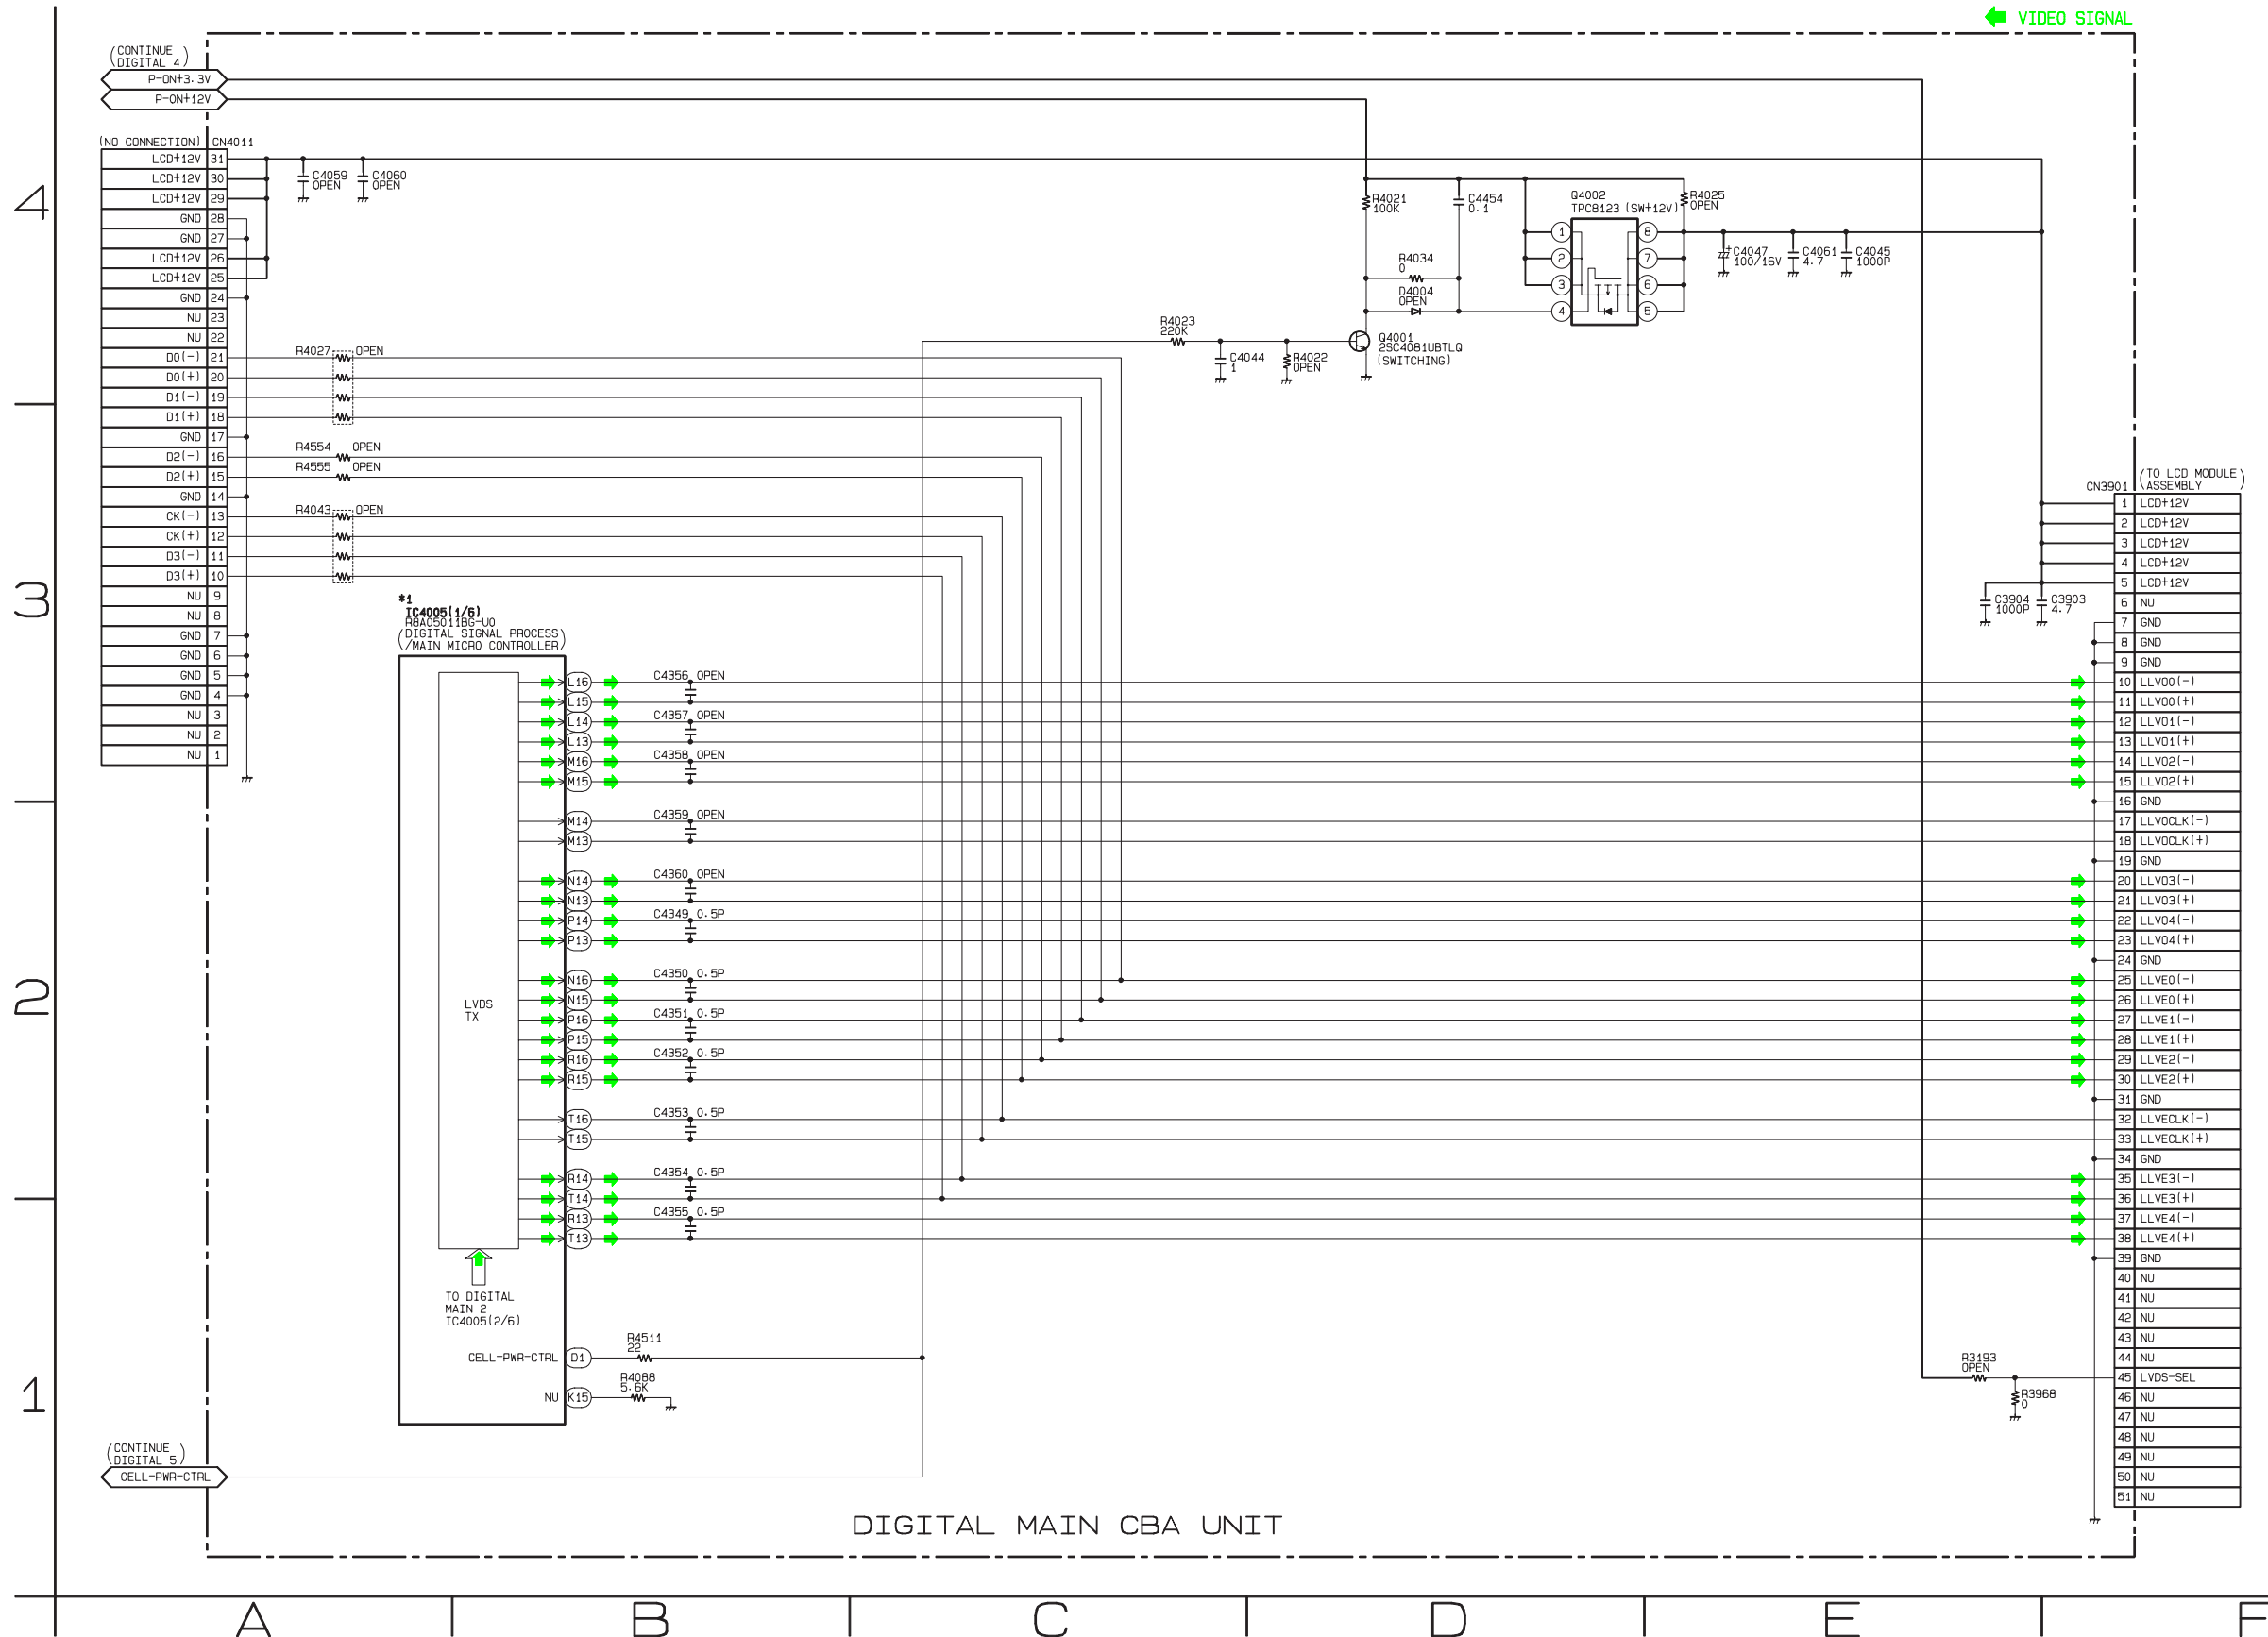 VIDEO SIGNAL
(CONTINUE
DIGITAL 4)
P-ON+3.3V
P-ON+12V
(NO CONNECTION) CN4011
LCD+12V 31
LCD+12V 30
LCD+12V 29
GND 28
GND 27
LCD+12V 26
LCD+12V 25
GND 24
NU 23
NU 22
D0(-) 21
D0(+) 20
D1(-) 19
D1(+) 18
GND 17
D2(-) 16
D2(+) 15
GND 14
CK(-) 13
CK(+) 12
D3(-) 11
D3(+) 10
NU 9
NU 8
GND 7
GND 6
GND 5
GND 4
NU 3
NU 2
NU 1
C4059
OPEN
C4060
OPEN
R4027 OPEN
R4554 OPEN
R4555 OPEN
R4043 OPEN
R4021
100K
C4454
0.1
Q4002
TPC8123 (SW+12V)
1
2
3
4
8
7
6
5
R4025
OPEN
C4047
100/16V
C4061
4.7
C4045
1000P
R4034
0
D4004
OPEN
R4023
220K
C4044
1
R4022
OPEN
Q4001
2SC4081UBTLQ
(SWITCHING)
*1
IC4005(1/6)
R8A05011BG-U0
(DIGITAL SIGNAL PROCESS
/MAIN MICRO CONTROLLER)
LVDS
TX
L16
L15
L14
L13
M16
M15
M14
M13
N14
N13
P14
P13
N16
N15
P16
P15
R16
R15
T16
T15
R14
T14
R13
T13
C4356 OPEN
C4357 OPEN
C4358 OPEN
C4359 OPEN
C4360 OPEN
C4349 0.5P
C4350 0.5P
C4351 0.5P
C4352 0.5P
C4353 0.5P
C4354 0.5P
C4355 0.5P
TO DIGITAL
MAIN 2
IC4005(2/6)
CELL-PWR-CTRL D1
R4511
22
NU K15
R4088
5.6K
(CONTINUE
DIGITAL 5)
CELL-PWR-CTRL
C3904
1000P
C3903
4.7
R3193
OPEN
R3968
0
CN3901
(TO LCD MODULE
ASSEMBLY)
1 LCD+12V
2 LCD+12V
3 LCD+12V
4 LCD+12V
5 LCD+12V
6 NU
7 GND
8 GND
9 GND
10 LLVO0(-)
11 LLVO0(+)
12 LLVO1(-)
13 LLVO1(+)
14 LLVO2(-)
15 LLVO2(+)
16 GND
17 LLVOCLK(-)
18 LLVOCLK(+)
19 GND
20 LLVO3(-)
21 LLVO3(+)
22 LLVO4(-)
23 LLVO4(+)
24 GND
25 LLVE0(-)
26 LLVE0(+)
27 LLVE1(-)
28 LLVE1(+)
29 LLVE2(-)
30 LLVE2(+)
31 GND
32 LLVECLK(-)
33 LLVECLK(+)
34 GND
35 LLVE3(-)
36 LLVE3(+)
37 LLVE4(-)
38 LLVE4(+)
39 GND
40 NU
41 NU
42 NU
43 NU
44 NU
45 LVDS-SEL
46 NU
47 NU
48 NU
49 NU
50 NU
51 NU
DIGITAL MAIN CBA UNIT
4
3
2
1
A B C D E F